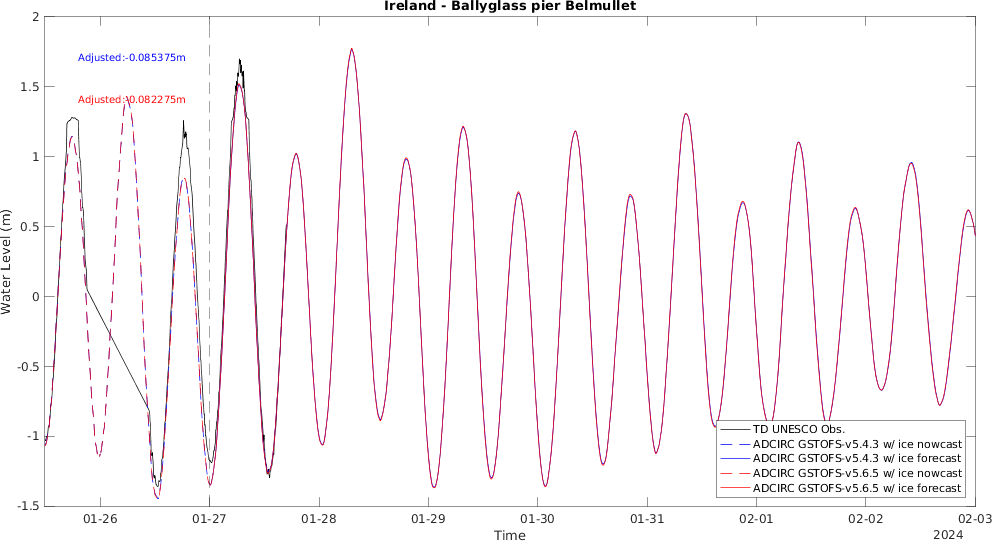 Ireland - Ballyglass pier Belmullet
2
1.5
1
0.5
0
-0.5
-1
-1.5
Water Level (m)
Adjusted:-0.085375m
Adjusted:-0.082275m
TD UNESCO Obs.
ADCIRC GSTOFS-v5.4.3 w/ ice nowcast
ADCIRC GSTOFS-v5.4.3 w/ ice forecast
ADCIRC GSTOFS-v5.6.5 w/ ice nowcast
ADCIRC GSTOFS-v5.6.5 w/ ice forecast
01-26 01-27 01-28 01-29 01-30 01-31 02-01 02-02 02-03
Time
2024